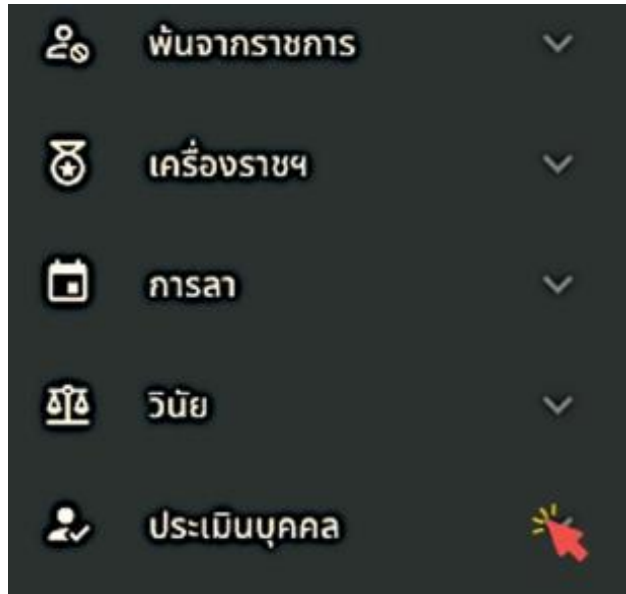 พ้นจากราชการ
เครื่องราชฯ
การลา
วินัย
ประเมินบุคคล